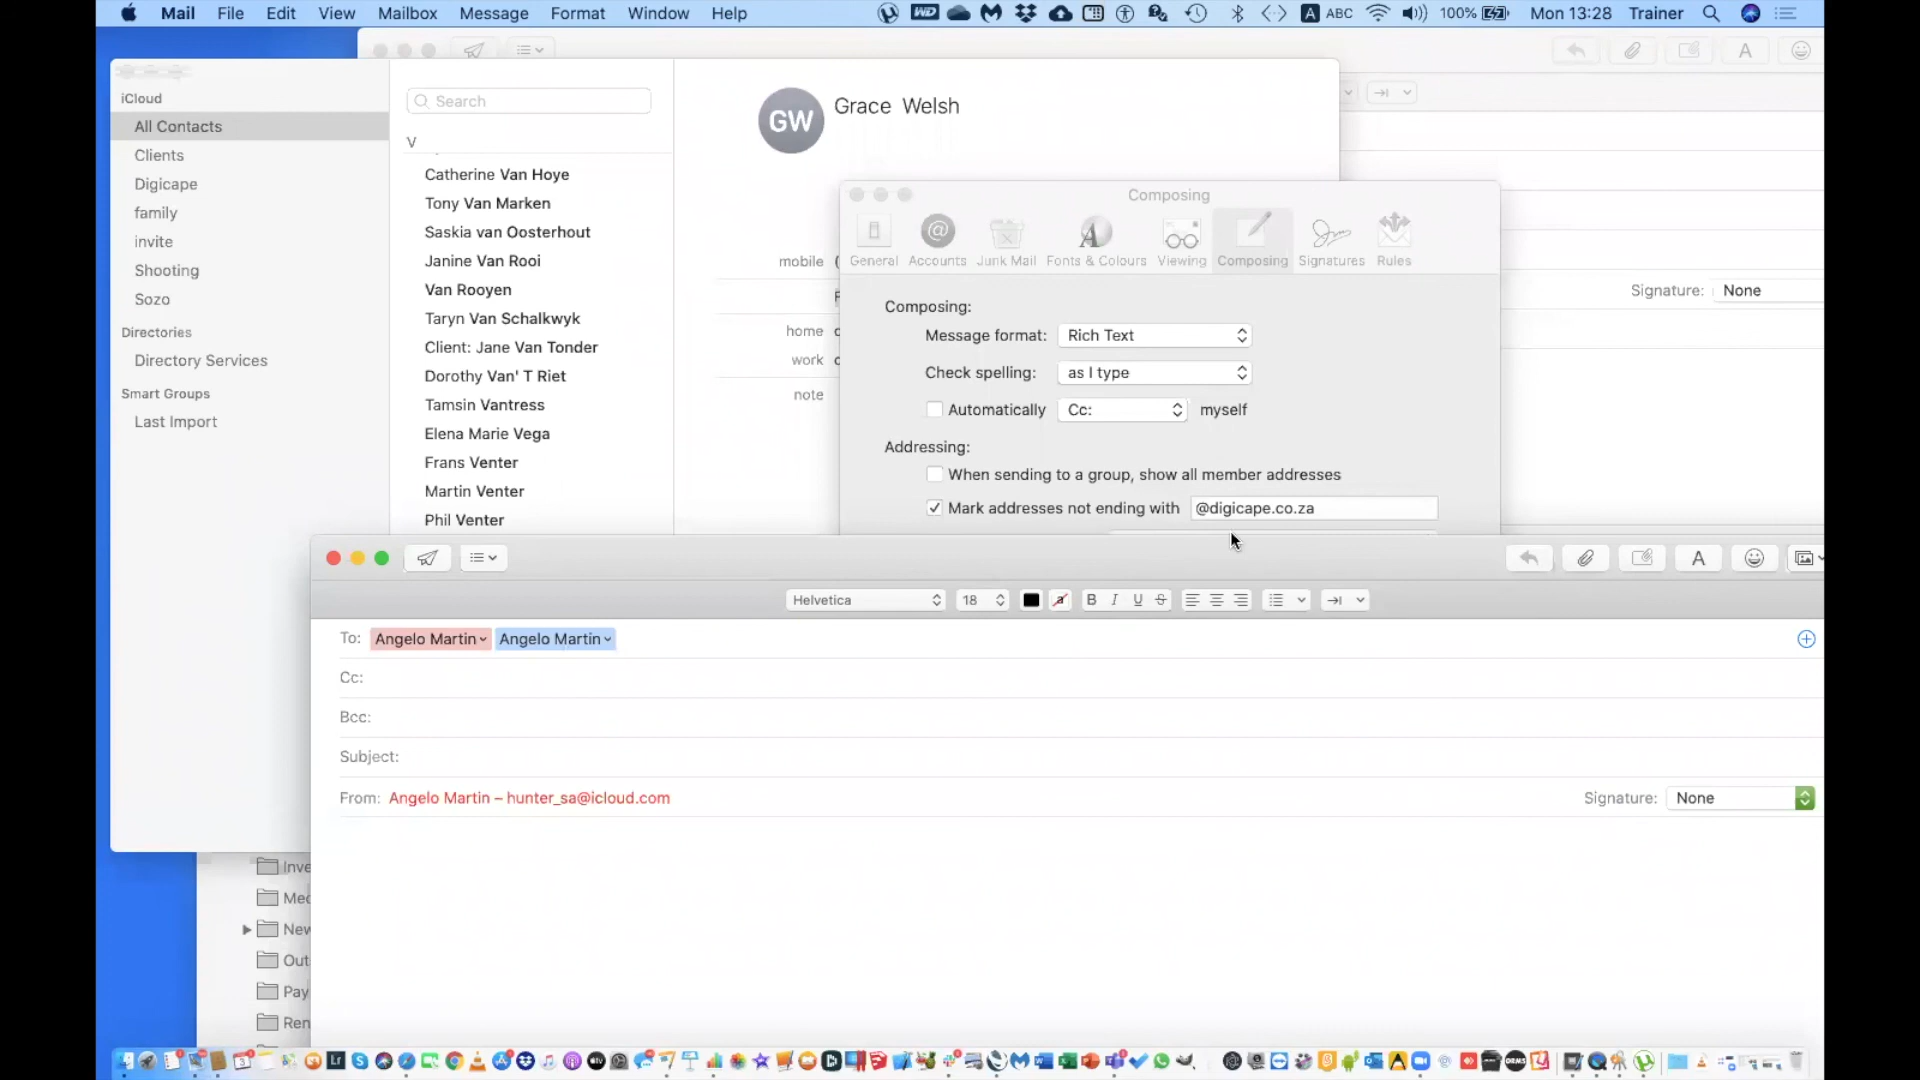 Mail File Edit View Mailbox Message Format Window Help
WD A ABC 100% Mon 13:28 Trainer
iCloud
All Contacts
Clients
Digicape
family
invite
Shooting
Sozo
Directories
Directory Services
Smart Groups
Last Import
Search
V
Catherine Van Hoye
Tony Van Marken
Saskia van Oosterhout
Janine Van Rooi
Van Rooyen
Taryn Van Schalkwyk
Client: Jane Van Tonder
Dorothy Van' T Riet
Tamsin Vantress
Elena Marie Vega
Frans Venter
Martin Venter
Phil Venter
GW Grace Welsh
mobile
home
work
note
Composing
General Accounts Junk Mail Fonts & Colours Viewing Composing Signatures Rules
Composing:
Message format: Rich Text
Check spelling: as I type
Automatically Cc: myself
Addressing:
When sending to a group, show all member addresses
Mark addresses not ending with @digicape.co.za
Signature: None
Helvetica 18 a B I U S
To: Angelo Martin Angelo Martin
Cc:
Bcc:
Subject:
From: Angelo Martin – hunter_sa@icloud.com
Signature: None
Inve
Med
New
Out
Pay
Ren